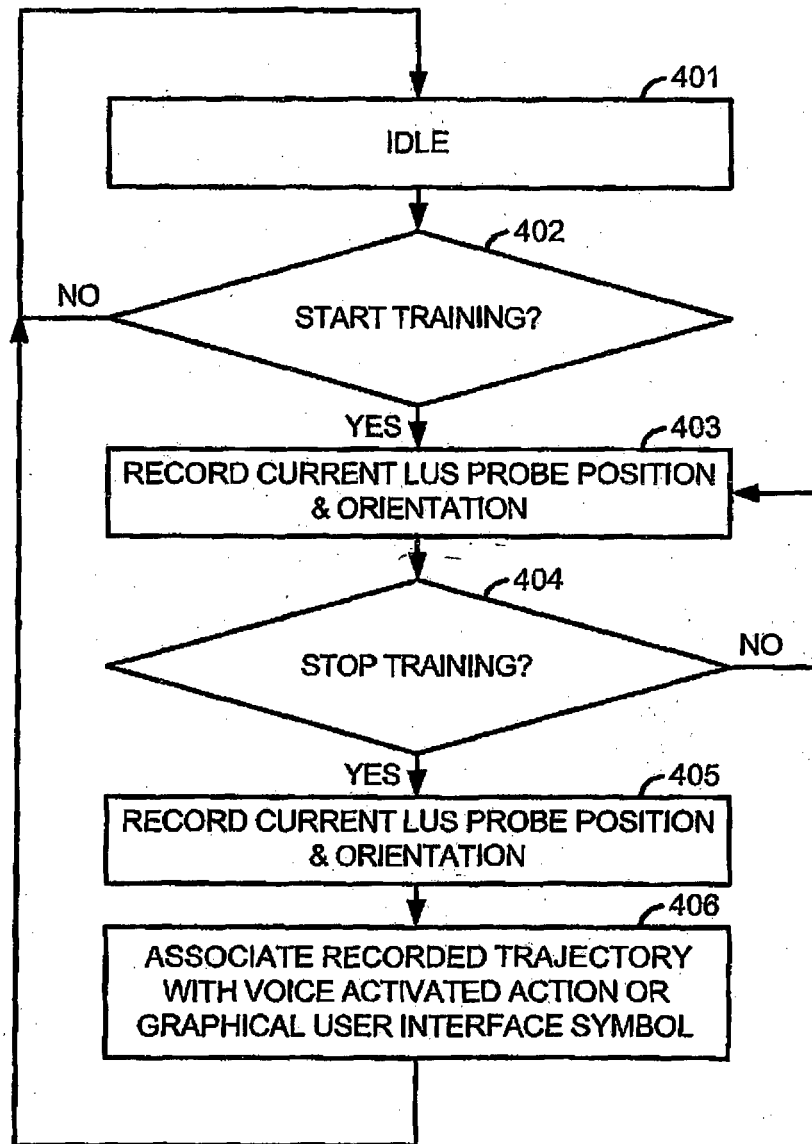 401
IDLE
402
NO
START TRAINING?
YES
403
RECORD CURRENT LUS PROBE POSITION
& ORIENTATION
404
NO
STOP TRAINING?
YES
405
RECORD CURRENT LUS PROBE POSITION
& ORIENTATION
406
ASSOCIATE RECORDED TRAJECTORY
WITH VOICE ACTIVATED ACTION OR
GRAPHICAL USER INTERFACE SYMBOL